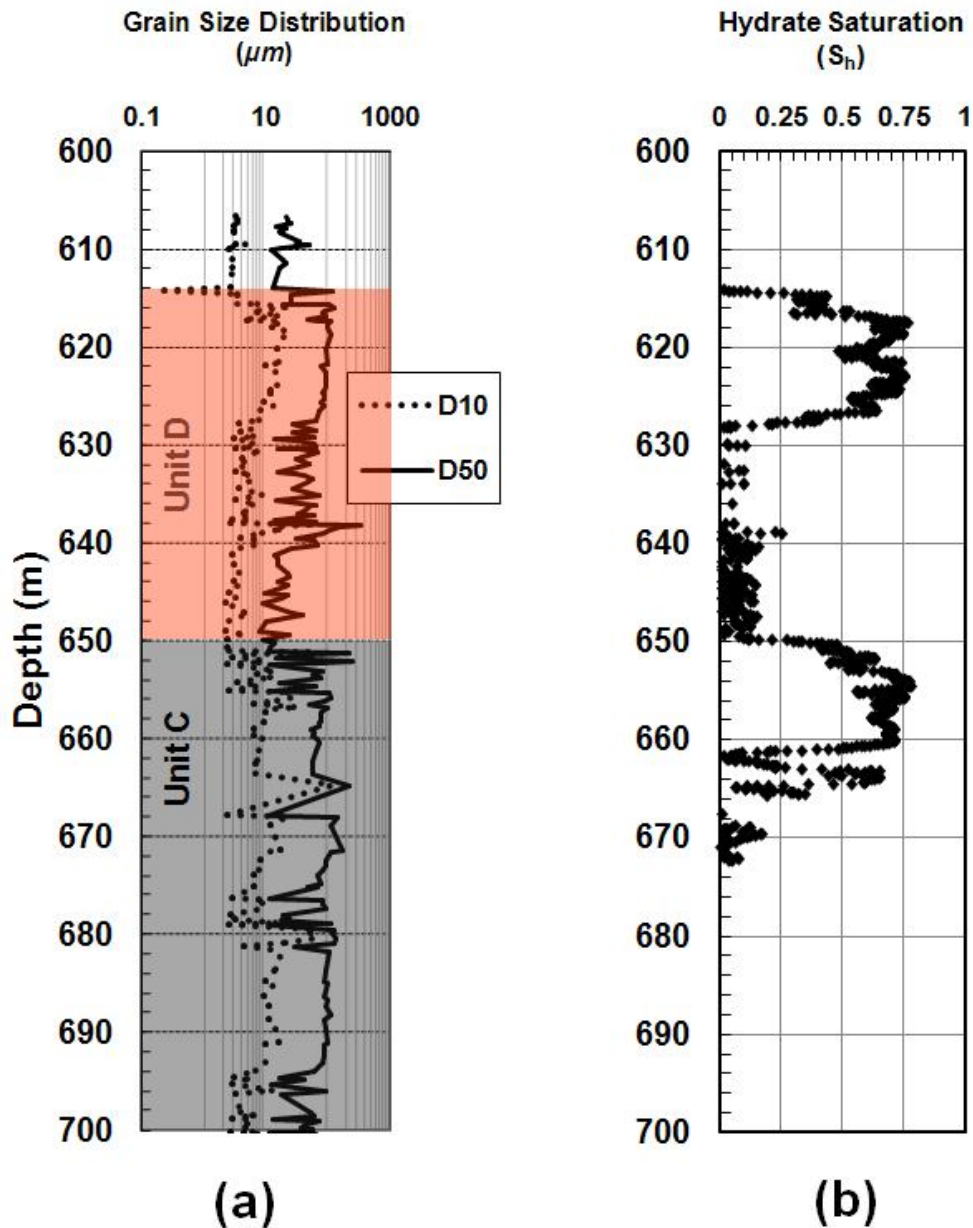 Grain Size Distribution
(µm)
0.1 10 1000
600
610
620
630
640
650
660
670
680
690
700
Depth (m)
Unit D
Unit C
D10
D50
(a)
Hydrate Saturation
(Sₕ)
0 0.25 0.5 0.75 1
600
610
620
630
640
650
660
670
680
690
700
(b)